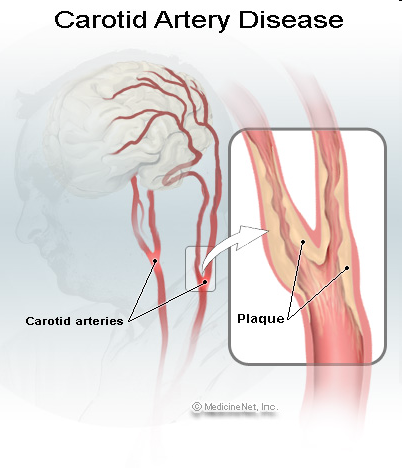 Carotid Artery Disease
Carotid arteries
Plaque
© MedicineNet, Inc.